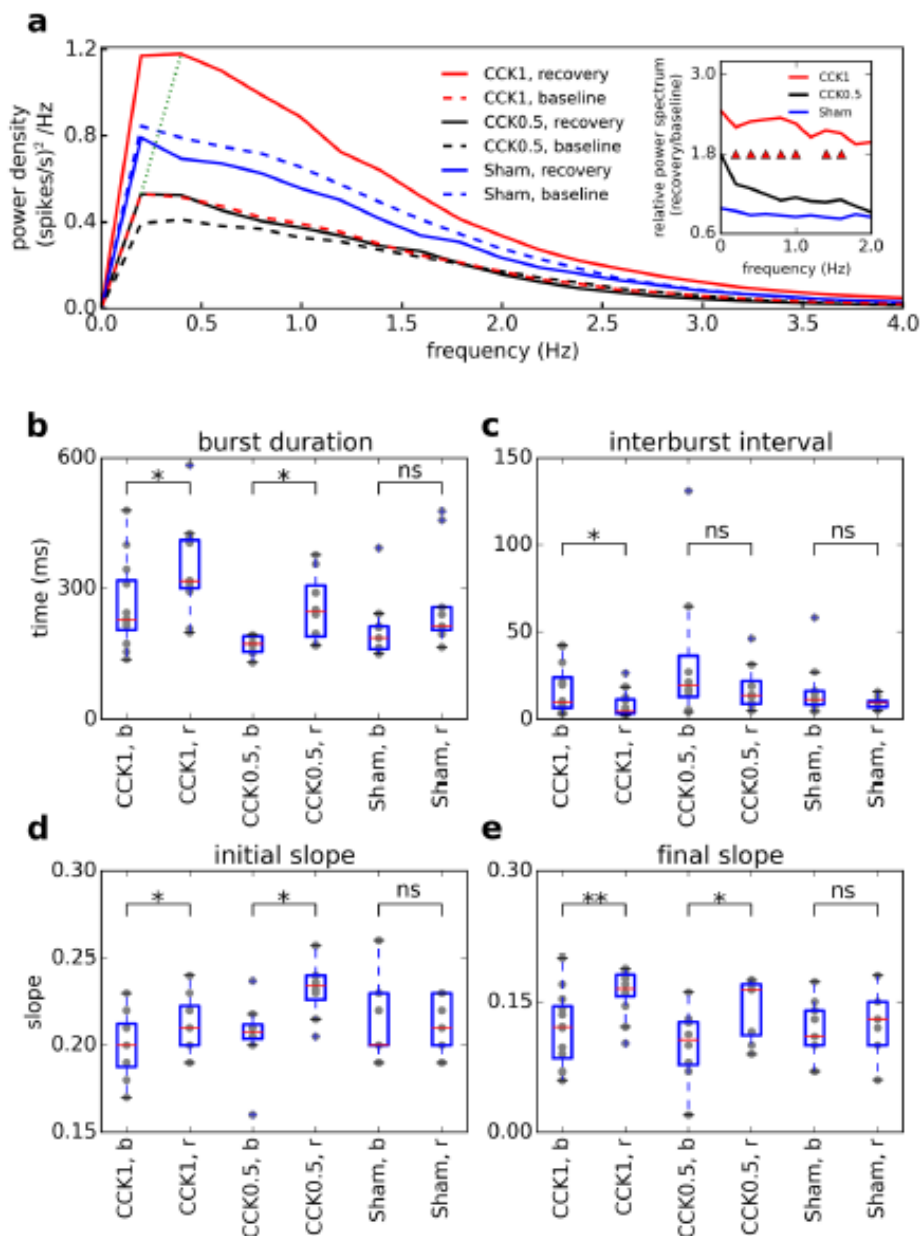 a
1.2
0.8
0.4
0.0
power density
(spikes/s)² /Hz
CCK1, recovery
CCK1, baseline
CCK0.5, recovery
CCK0.5, baseline
Sham, recovery
Sham, baseline
relative power spectrum
(recovery/baseline)
3.0
1.8
0.6
CCK1
CCK0.5
Sham
0.0 1.0 2.0
frequency (Hz)
0.0 0.5 1.0 1.5 2.0 2.5 3.0 3.5 4.0
frequency (Hz)
b
burst duration
600
300
0
time (ms)
* * ns
CCK1, b
CCK1, r
CCK0.5, b
CCK0.5, r
Sham, b
Sham, r
c
interburst interval
150
100
50
0
* ns ns
CCK1, b
CCK1, r
CCK0.5, b
CCK0.5, r
Sham, b
Sham, r
d
initial slope
0.30
0.25
0.20
0.15
slope
* * ns
CCK1, b
CCK1, r
CCK0.5, b
CCK0.5, r
Sham, b
Sham, r
e
final slope
0.30
0.15
0.00
** * ns
CCK1, b
CCK1, r
CCK0.5, b
CCK0.5, r
Sham, b
Sham, r